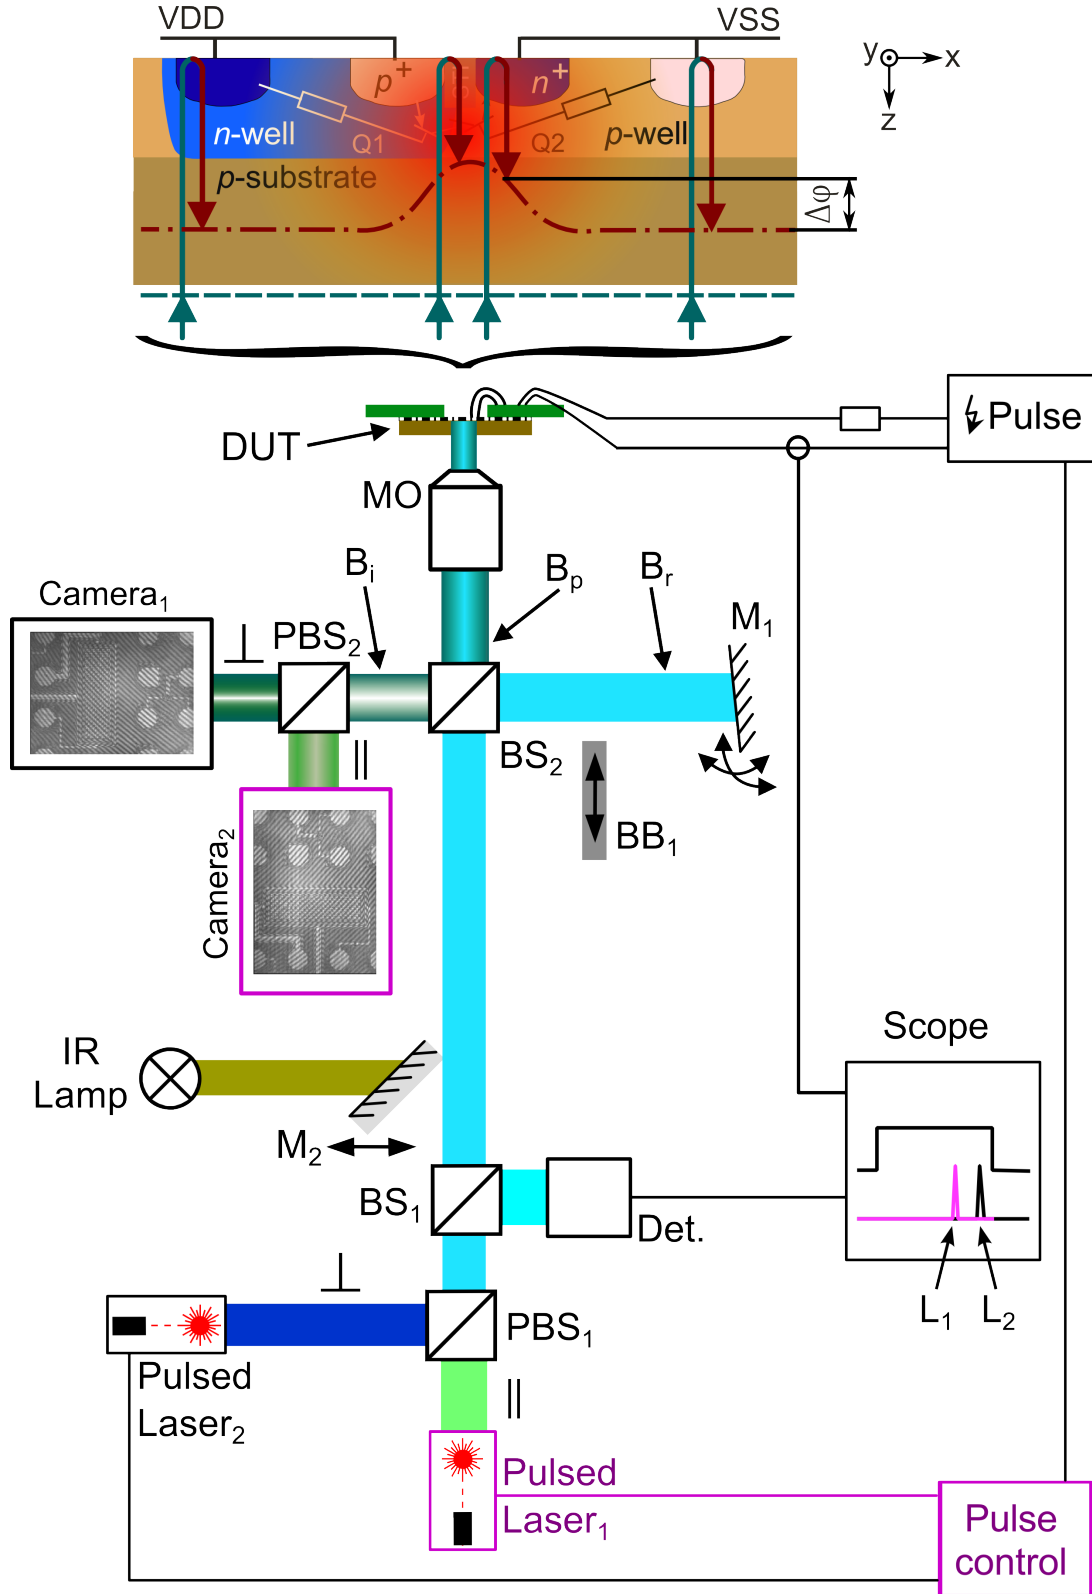 VDD
VSS
y
x
z
p⁺
n⁺
n-well
Q1
Q2
p-well
p-substrate
Δφ
DUT
Pulse
MO
Bᵢ
Bₚ
Bᵣ
Camera₁
PBS₂
M₁
⊥
||
BS₂
BB₁
Camera₂
IR
Lamp
M₂
Scope
BS₁
Det.
L₁
L₂
⊥
PBS₁
Pulsed
Laser₂
||
Pulsed
Laser₁
Pulse
control